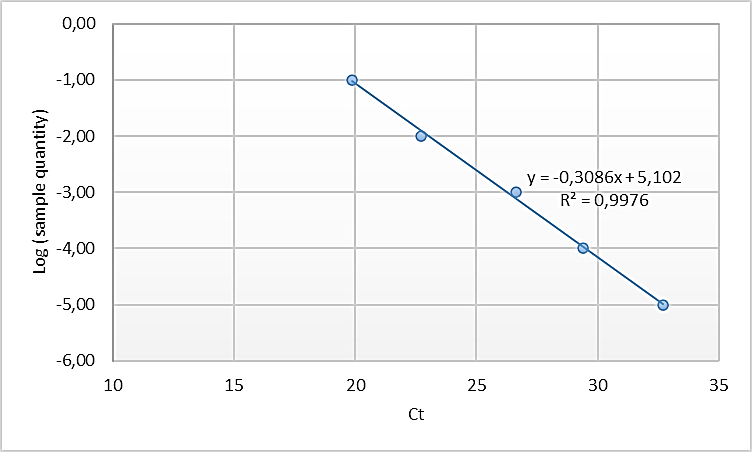 0,00
-1,00
-2,00
-3,00
-4,00
-5,00
-6,00
Log (sample quantity)
y = -0,3086x + 5,102
R² = 0,9976
10 15 20 25 30 35
Ct